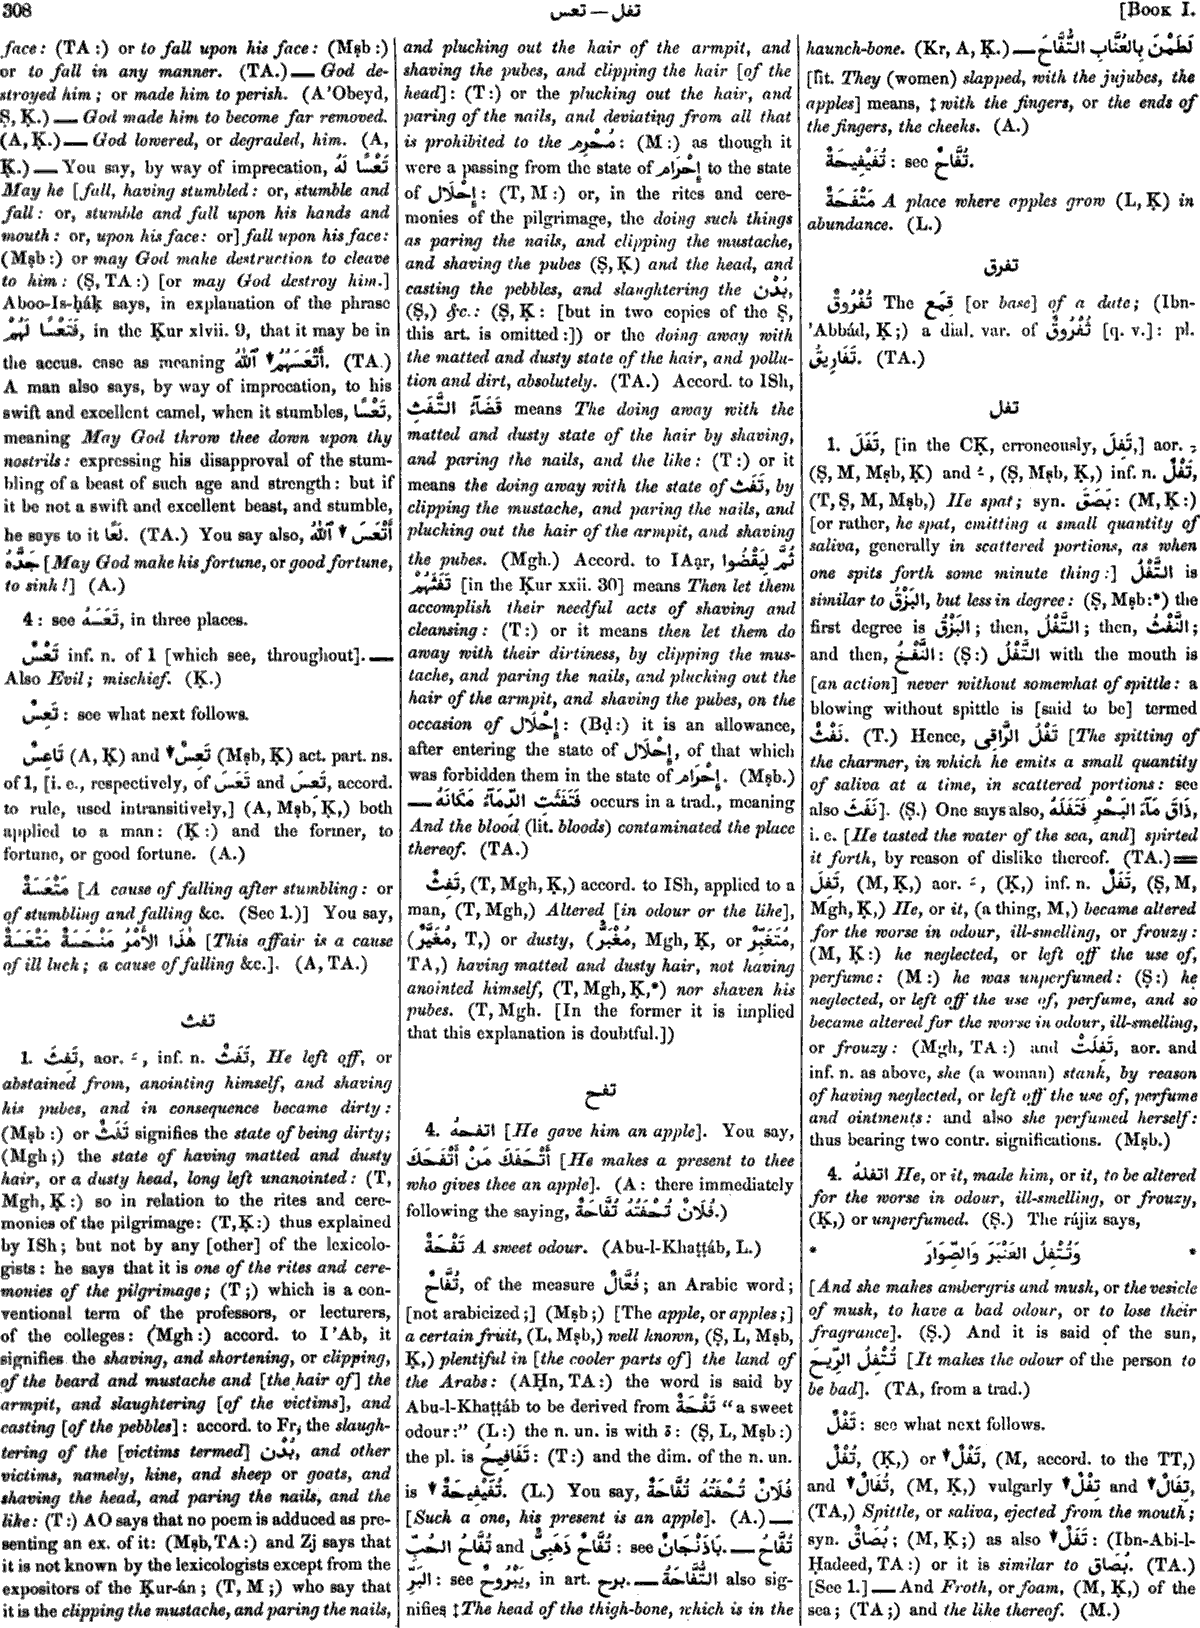 308
تفل — تعس
[Book I.
face: (TA:) or to fall upon his face: (Mṣb:)
or to fall in any manner. (TA.) — God de-
stroyed him; or made him to perish. (A'Obeyd,
Ṣ, Ḳ.) — God made him to become far removed.
(A, Ḳ.) — God lowered, or degraded, him. (A,
Ḳ.) — You say, by way of imprecation, تَعْسًا لَهُ
May he [fall, having stumbled: or, stumble and
fall: or, stumble and fall upon his hands and
mouth: or, upon his face: or] fall upon his face:
(Mṣb:) or may God make destruction to cleave
to him: (Ṣ, TA:) [or may God destroy him.]
Aboo-Is-ḥáḳ says, in explanation of the phrase
فَتَعْسًا لَهُمْ, in the Ḳur xlvii. 9, that it may be in
the accus. case as meaning أَتْعَسَهُمُ ▼ ٱللّٰهُ. (TA.)
A man also says, by way of imprecation, to his
swift and excellent camel, when it stumbles, تَعْسًا,
meaning May God throw thee down upon thy
nostrils: expressing his disapproval of the stum-
bling of a beast of such age and strength: but if
it be not a swift and excellent beast, and stumble,
he says to it لَعًا. (TA.) You say also, أَتْعَسَ ▼ ٱللّٰهُ
جَدَّهُ [May God make his fortune, or good fortune,
to sink!] (A.)
4: see تَعَسَهُ, in three places.
تَعْسٌ inf. n. of 1 [which see, throughout]. —
Also Evil; mischief. (Ḳ.)
تَعِسٌ: see what next follows.
تَاعِسٌ (A, Ḳ) and ▼ تَعِسٌ (Mṣb, Ḳ) act. part. ns.
of 1, [i. e., respectively, of تَعَسَ and تَعِسَ, accord.
to rule, used intransitively,] (A, Mṣb, Ḳ,) both
applied to a man: (Ḳ:) and the former, to
fortune, or good fortune. (A.)
مَتْعَسَةٌ [A cause of falling after stumbling: or
of stumbling and falling &c. (See 1.)] You say,
هٰذَا الأَمْرُ مَنْحَسَةٌ مَتْعَسَةٌ [This affair is a cause
of ill luck; a cause of falling &c.]. (A, TA.)
تفث
1. تَفِثَ, aor. ـَ, inf. n. تَفَثٌ, He left off, or
abstained from, anointing himself, and shaving
his pubes, and in consequence became dirty:
(Mṣb:) or تَفَثٌ signifies the state of being dirty;
(Mgh;) the state of having matted and dusty
hair, or a dusty head, long left unanointed: (T,
Mgh, Ḳ:) so in relation to the rites and cere-
monies of the pilgrimage: (T, Ḳ:) thus explained
by ISh; but not by any [other] of the lexicolo-
gists: he says that it is one of the rites and cere-
monies of the pilgrimage; (T;) which is a con-
ventional term of the professors, or lecturers,
of the colleges: (Mgh:) accord. to I'Ab, it
signifies the shaving, and shortening, or clipping,
of the beard and mustache and [the hair of] the
armpit, and slaughtering [of the victims], and
casting [of the pebbles]: accord. to Fr, the slaugh-
tering of the [victims termed] بُدْن, and other
victims, namely, kine, and sheep or goats, and
shaving the head, and paring the nails, and the
like: (T:) AO says that no poem is adduced as pre-
senting an ex. of it: (Mṣb, TA:) and Zj says that
it is not known by the lexicologists except from the
expositors of the Ḳur-án; (T, M;) who say that
it is the clipping the mustache, and paring the nails,
and plucking out the hair of the armpit, and
shaving the pubes, and clipping the hair [of the
head]: (T:) or the plucking out the hair, and
paring of the nails, and deviating from all that
is prohibited to the مُحْرِم: (M:) as though it
were a passing from the state of إِحْرَام to the state
of إِحْلَال: (T, M:) or, in the rites and cere-
monies of the pilgrimage, the doing such things
as paring the nails, and clipping the mustache,
and shaving the pubes (Ṣ, Ḳ) and the head, and
casting the pebbles, and slaughtering the بُدْن,
(Ṣ,) &c.: (Ṣ, Ḳ: [but in two copies of the Ṣ,
this art. is omitted:]) or the doing away with
the matted and dusty state of the hair, and pollu-
tion and dirt, absolutely. (TA.) Accord. to ISh,
قَضَآءُ التَّفَثِ means The doing away with the
matted and dusty state of the hair by shaving,
and paring the nails, and the like: (T:) or it
means the doing away with the state of تَفَث, by
clipping the mustache, and paring the nails, and
plucking out the hair of the armpit, and shaving
the pubes. (Mgh.) Accord. to IAạr, ثُمَّ لْيَقْضُوا
تَفَثَهُمْ [in the Ḳur xxii. 30] means Then let them
accomplish their needful acts of shaving and
cleansing: (T:) or it means then let them do
away with their dirtiness, by clipping the mus-
tache, and paring the nails, and plucking out the
hair of the armpit, and shaving the pubes, on the
occasion of إِحْلَال: (Bḍ:) it is an allowance,
after entering the state of إِحْلَال, of that which
was forbidden them in the state of إِحْرَام. (Mṣb.)
— فَتَفَّثَتِ الدِّمَآءُ مَكَانَهُ occurs in a trad., meaning
And the blood (lit. bloods) contaminated the place
thereof. (TA.)
تَفِثٌ, (T, Mgh, Ḳ,) accord. to ISh, applied to a
man, (T, Mgh,) Altered [in odour or the like],
(مُغَيَّرٌ, T,) or dusty, (مُغْبَرٌّ, Mgh, Ḳ, or مُتَغَيِّرٌ,
TA,) having matted and dusty hair, not having
anointed himself, (T, Mgh, Ḳ,*) nor shaven his
pubes. (T, Mgh. [In the former it is implied
that this explanation is doubtful.])
تفح
4. اتفحهُ [He gave him an apple]. You say,
أَتْحَفَكَ مَنْ أَتْفَحَكَ [He makes a present to thee
who gives thee an apple]. (A: there immediately
following the saying, فُلَانٌ تُحْفَتُهُ تُفَّاحَةٌ.)
تَفْحَةٌ A sweet odour. (Abu-l-Khaṭṭáb, L.)
تُفَّاحٌ, of the measure فُعَّالٌ; an Arabic word;
[not arabicized;] (Mṣb;) [The apple, or apples;]
a certain fruit, (L, Mṣb,) well known, (Ṣ, L, Mṣb,
Ḳ,) plentiful in [the cooler parts of] the land of
the Arabs: (AḤn, TA:) the word is said by
Abu-l-Khaṭṭáb to be derived from تَفْحَةٌ "a sweet
odour:" (L:) the n. un. is with ة: (Ṣ, L, Mṣb:)
the pl. is تَفَافِيحُ: (T:) and the dim. of the n. un.
is ▼ تُفَيْفِيحَةٌ. (L.) You say, فُلَانٌ تُحْفَتُهُ تُفَّاحَةٌ
[Such a one, his present is an apple]. (A.) —
تُفَّاحٌ ذَهَبِىٌّ: see بَاذَنْجَانٌ. — تُفَّاحُ الحُبِّ and تُفَّاحُ
البَرِّ: see يَبْرُوحٌ, in art. برح. — التُّفَّاحَةُ also sig-
nifies ‡ The head of the thigh-bone, which is in the
haunch-bone. (Kr, A, Ḳ.) — لَطَمْنَ بِالعُنَّابِ التُّفَّاحَ
[lit. They (women) slapped, with the jujubes, the
apples] means, ‡ with the fingers, or the ends of
the fingers, the cheeks. (A.)
تُفَيْفِيحَةٌ: see تُفَّاحٌ.
مَتْفَحَةٌ A place where apples grow (L, Ḳ) in
abundance. (L.)
تفرق
تُفْرُوقٌ The قِمَع [or base] of a date; (Ibn-
'Abbád, Ḳ;) a dial. var. of ثُفْرُوقٌ [q. v.]: pl.
تَفَارِيقُ. (TA.)
تفل
1. تَفَلَ, [in the CḲ, erroneously, تَفِلَ,] aor. ـِ
(Ṣ, M, Mṣb, Ḳ) and ـُ, (Ṣ, Mṣb, Ḳ,) inf. n. تَفْلٌ,
(T, Ṣ, M, Mṣb,) He spat; syn. بَصَقَ: (M, Ḳ:)
[or rather, he spat, emitting a small quantity of
saliva, generally in scattered portions, as when
one spits forth some minute thing:] التَّفْلُ is
similar to البَزْقُ, but less in degree: (Ṣ, Mṣb:*) the
first degree is البَزْقُ; then, التَّفْلُ; then, النَّفْثُ;
and then, النَّفْخُ: (Ṣ:) التَّفْلُ with the mouth is
[an action] never without somewhat of spittle: a
blowing without spittle is [said to be] termed
نَفْثٌ. (T.) Hence, تَفْلُ الرَّاقِى [The spitting of
the charmer, in which he emits a small quantity
of saliva at a time, in scattered portions: see
also نَفَثَ]. (Ṣ.) One says also, ذَاقَ مَآءَ البَحْرِ فَتَفَلَهُ,
i. e. [He tasted the water of the sea, and] spirted
it forth, by reason of dislike thereof. (TA.) ═
تَفِلَ, (M, Ḳ,) aor. ـَ, (Ḳ,) inf. n. تَفَلٌ, (Ṣ, M,
Mgh, Ḳ,) He, or it, (a thing, M,) became altered
for the worse in odour, ill-smelling, or frouzy:
(M, Ḳ:) he neglected, or left off the use of,
perfume: (M:) he was unperfumed: (Ṣ:) he
neglected, or left off the use of, perfume, and so
became altered for the worse in odour, ill-smelling,
or frouzy: (Mgh, TA:) and تَفِلَتْ, aor. and
inf. n. as above, she (a woman) stank, by reason
of having neglected, or left off the use of, perfume
and ointments: and also she perfumed herself:
thus bearing two contr. significations. (Mṣb.)
4. اتفلهُ He, or it, made him, or it, to be altered
for the worse in odour, ill-smelling, or frouzy,
(Ḳ,) or unperfumed. (Ṣ.) The rájiz says,
* وَتُتْفِلُ العَنْبَرَ وَالصِّوَارَ *
[And she makes ambergris and musk, or the vesicle
of musk, to have a bad odour, or to lose their
fragrance]. (Ṣ.) And it is said of the sun,
تُتْفِلُ الرِّيحَ [It makes the odour of the person to
be bad]. (TA, from a trad.)
تَفْلٌ: see what next follows.
تُفْلٌ, (Ḳ,) or ▼ تَفْلٌ, (M, accord. to the TT,)
and ▼ تُفَالٌ, (M, Ḳ,) vulgarly ▼ تِفْلٌ and ▼ تِفَالٌ,
(TA,) Spittle, or saliva, ejected from the mouth;
syn. بُصَاقٌ; (M, Ḳ;) as also ▼ تَفَلٌ: (Ibn-Abi-l-
Ḥadeed, TA:) or it is similar to بُصَاق. (TA.)
[See 1.] — And Froth, or foam, (M, Ḳ,) of the
sea; (TA;) and the like thereof. (M.)